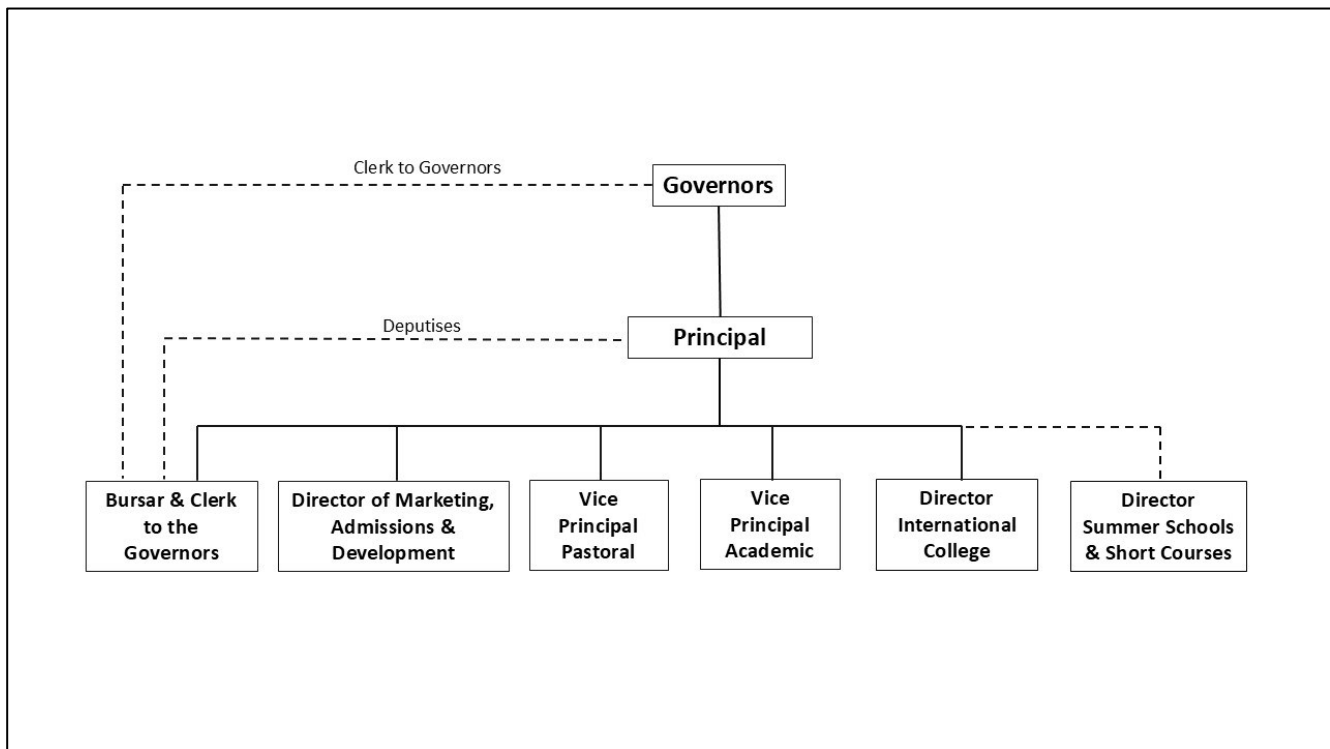 Clerk to Governors
Governors
Deputises
Principal
Bursar & Clerk
to the
Governors
Director of Marketing,
Admissions &
Development
Vice
Principal
Pastoral
Vice
Principal
Academic
Director
International
College
Director
Summer Schools
& Short Courses